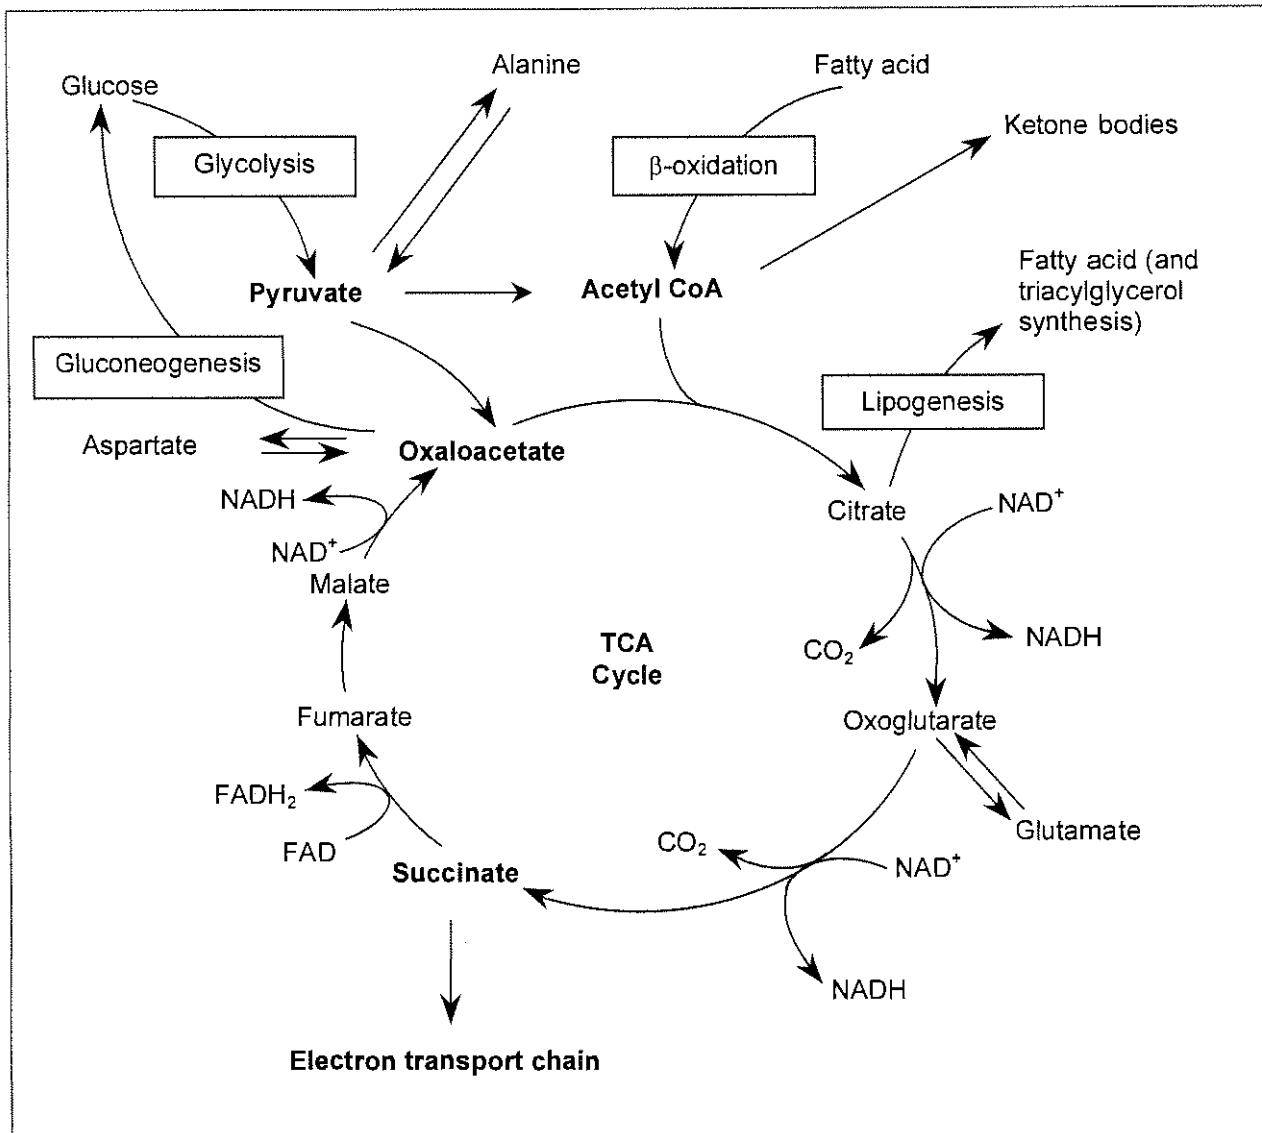 Glucose
Alanine
Fatty acid
Ketone bodies
Glycolysis
β-oxidation
Pyruvate
Acetyl CoA
Fatty acid (and
triacylglycerol
synthesis)
Gluconeogenesis
Lipogenesis
Aspartate
Oxaloacetate
NADH
NAD⁺
Malate
Citrate
NAD⁺
CO₂
NADH
TCA
Cycle
Fumarate
Oxoglutarate
FADH₂
FAD
Succinate
CO₂
NAD⁺
Glutamate
NADH
Electron transport chain